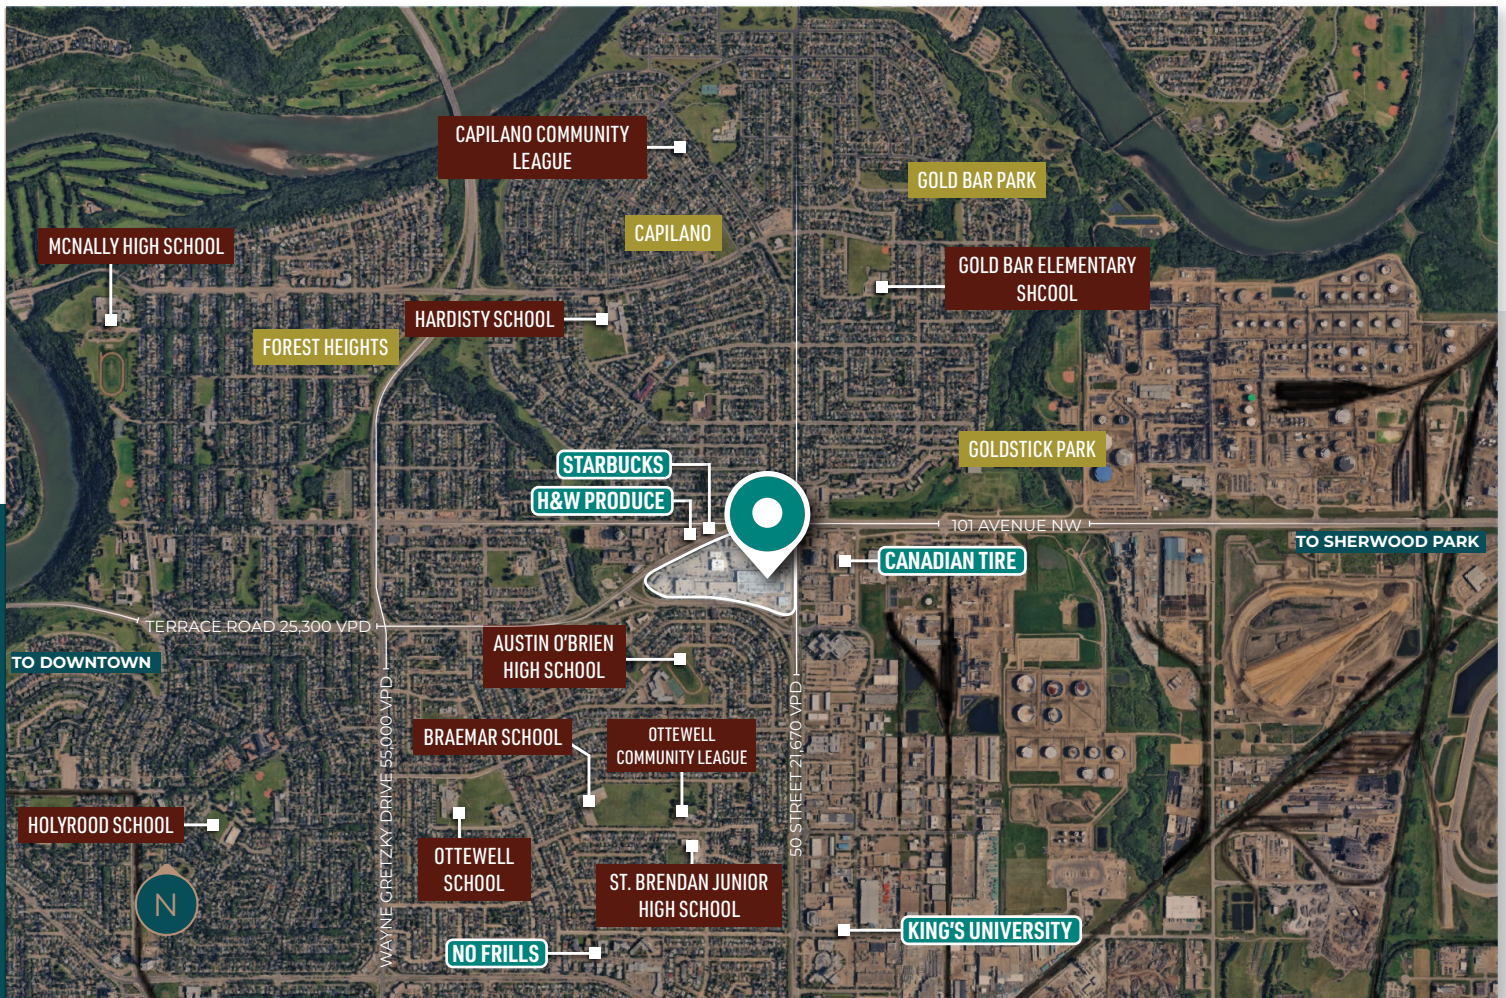 CAPILANO COMMUNITY
LEAGUE
GOLD BAR PARK
CAPILANO
MCNALLY HIGH SCHOOL
GOLD BAR ELEMENTARY
SHCOOL
HARDISTY SCHOOL
FOREST HEIGHTS
GOLDSTICK PARK
STARBUCKS
H&W PRODUCE
101 AVENUE NW
TO SHERWOOD PARK
CANADIAN TIRE
TERRACE ROAD 25,300 VPD
TO DOWNTOWN
AUSTIN O'BRIEN
HIGH SCHOOL
WAYNE GRETZKY DRIVE 55,000 VPD
50 STREET 21,670 VPD
BRAEMAR SCHOOL
OTTEWELL
COMMUNITY LEAGUE
HOLYROOD SCHOOL
OTTEWELL
SCHOOL
ST. BRENDAN JUNIOR
HIGH SCHOOL
N
KING'S UNIVERSITY
NO FRILLS